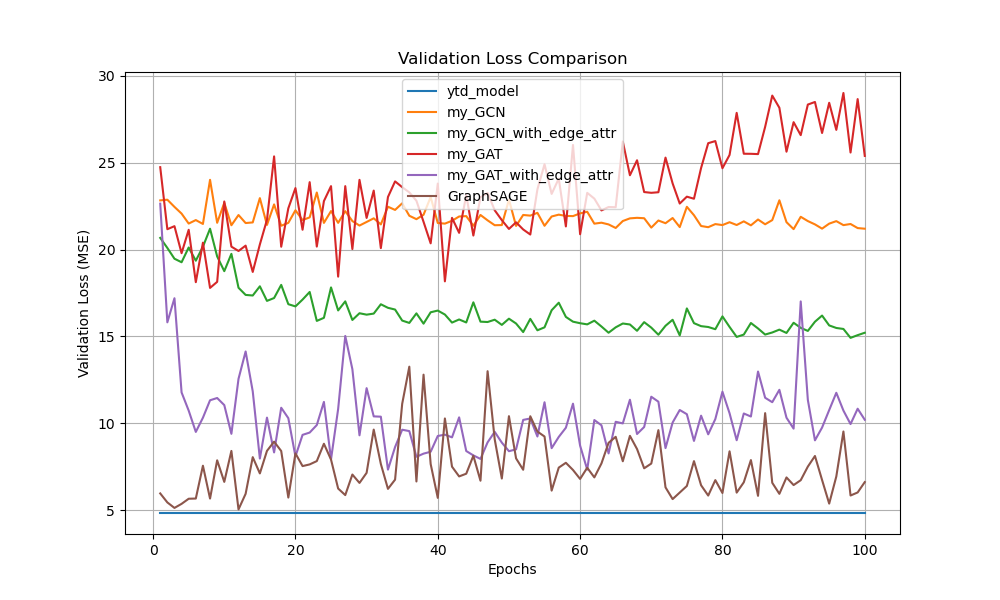 Validation Loss Comparison
Validation Loss (MSE)
30
25
20
15
10
5
ytd_model
my_GCN
my_GCN_with_edge_attr
my_GAT
my_GAT_with_edge_attr
GraphSAGE
0 20 40 60 80 100
Epochs